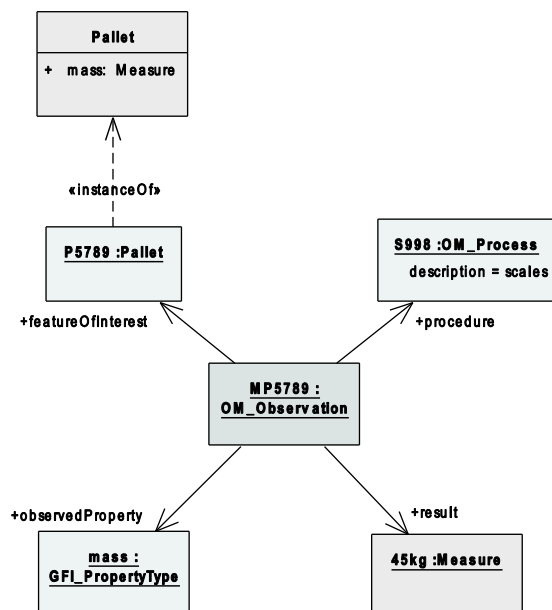 Pallet
+ mass: Measure
«instanceOf»
P5789 :Pallet
S998 :OM_Process
description = scales
+featureOfInterest
+procedure
MP5789 :
OM_Observation
+observedProperty
+result
mass :
GFI_PropertyType
45kg :Measure